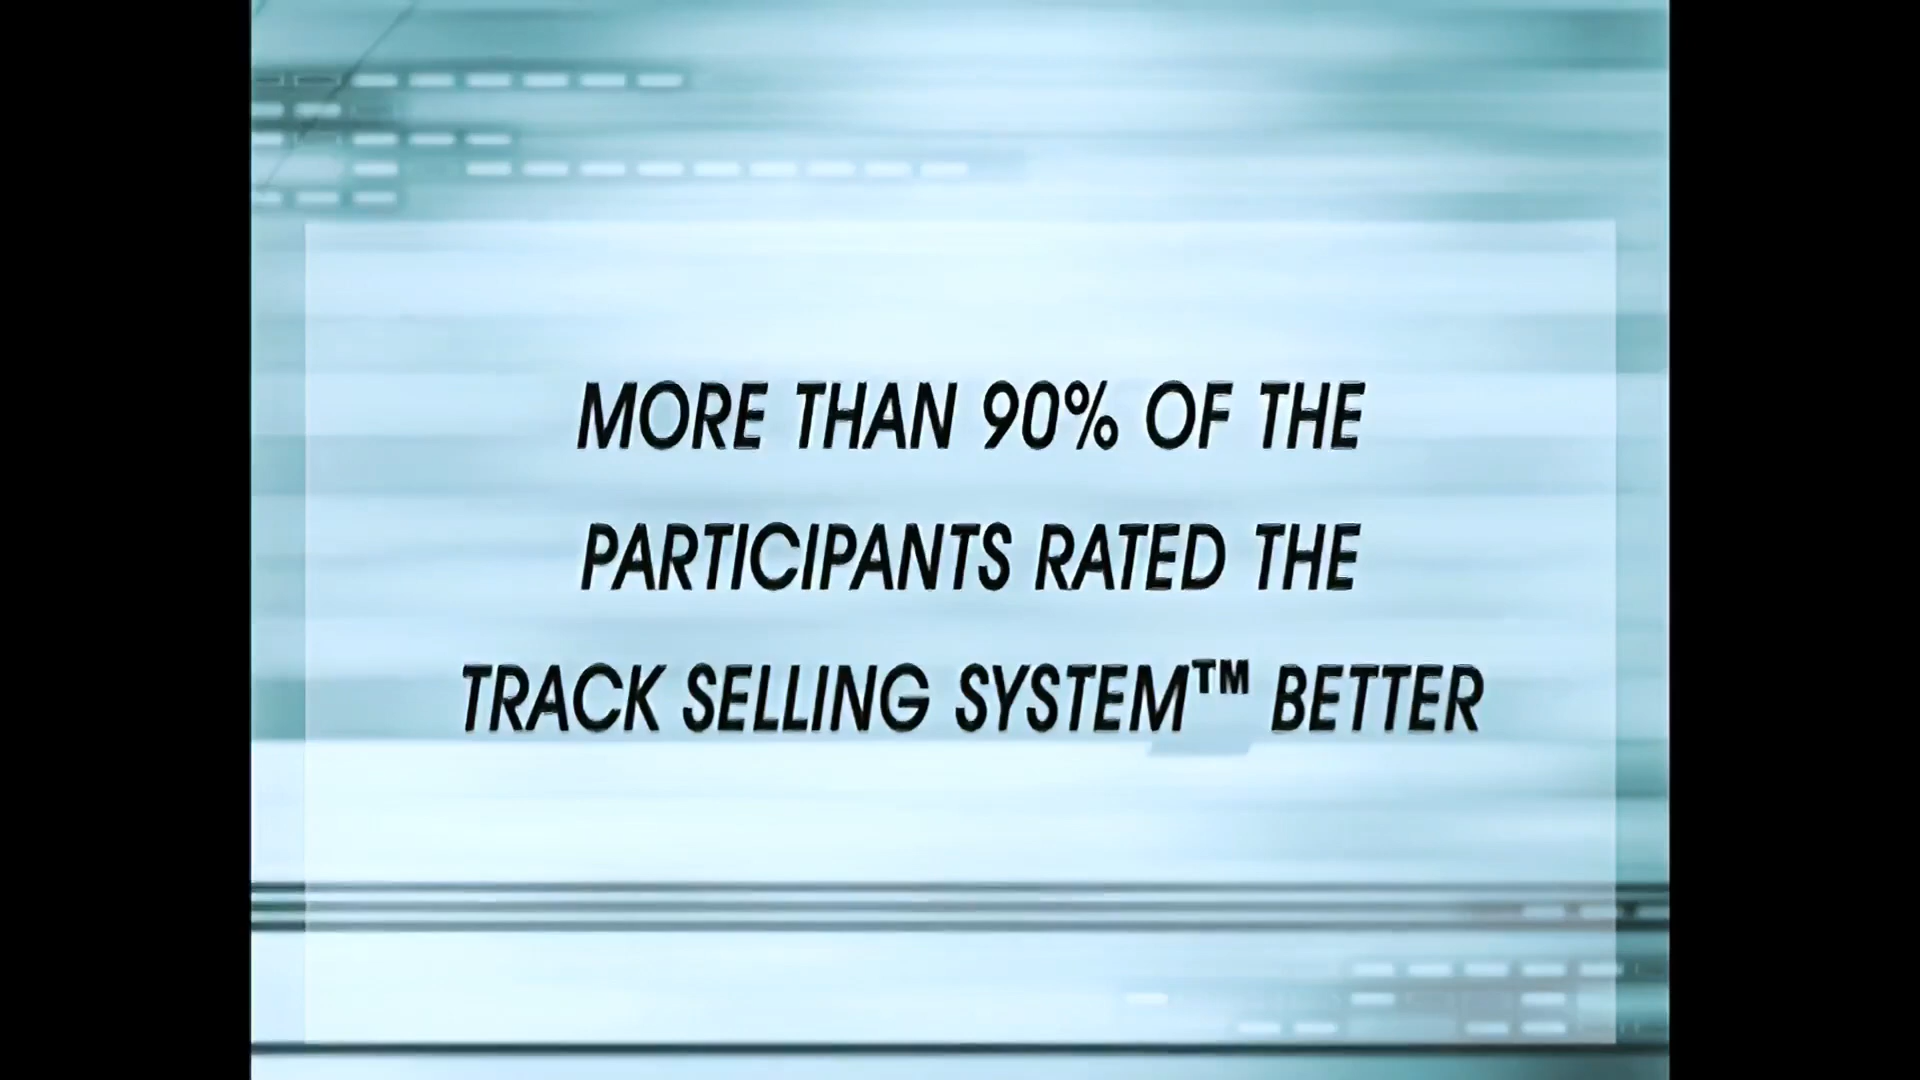 MORE THAN 90% OF THE
PARTICIPANTS RATED THE
TRACK SELLING SYSTEM™ BETTER